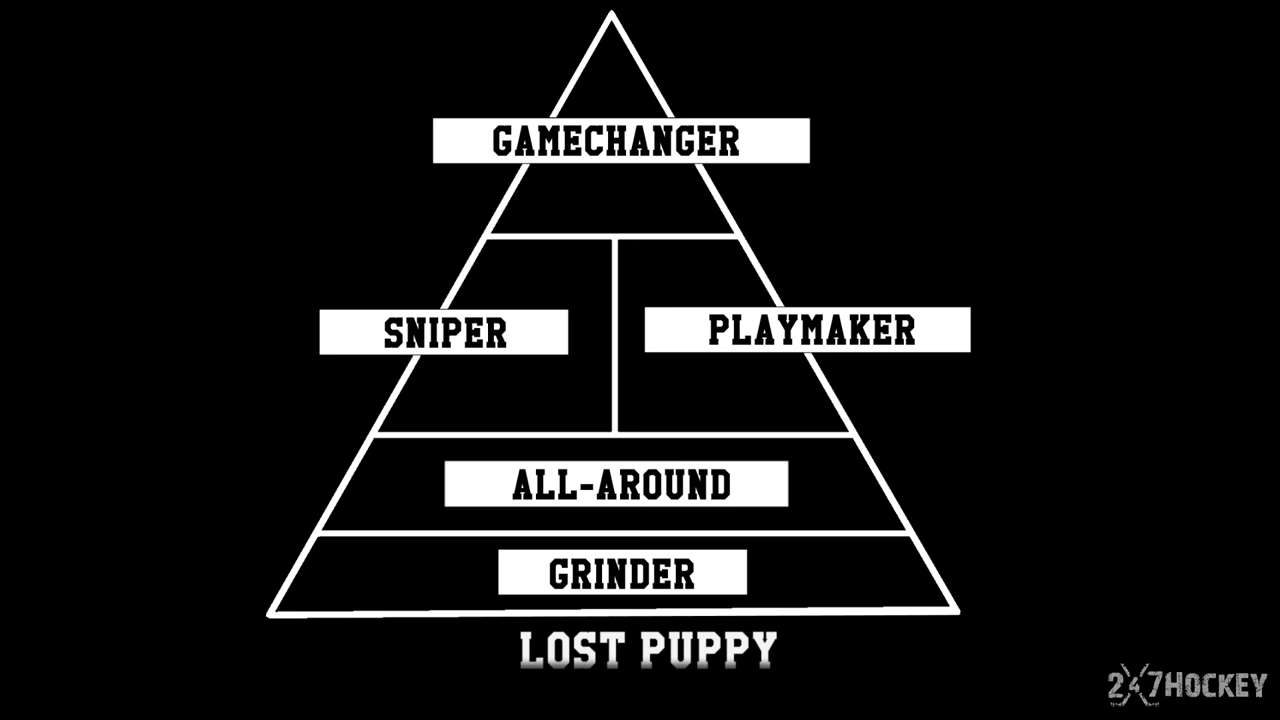 GAMECHANGER
SNIPER
PLAYMAKER
ALL-AROUND
GRINDER
LOST PUPPY
247HOCKEY